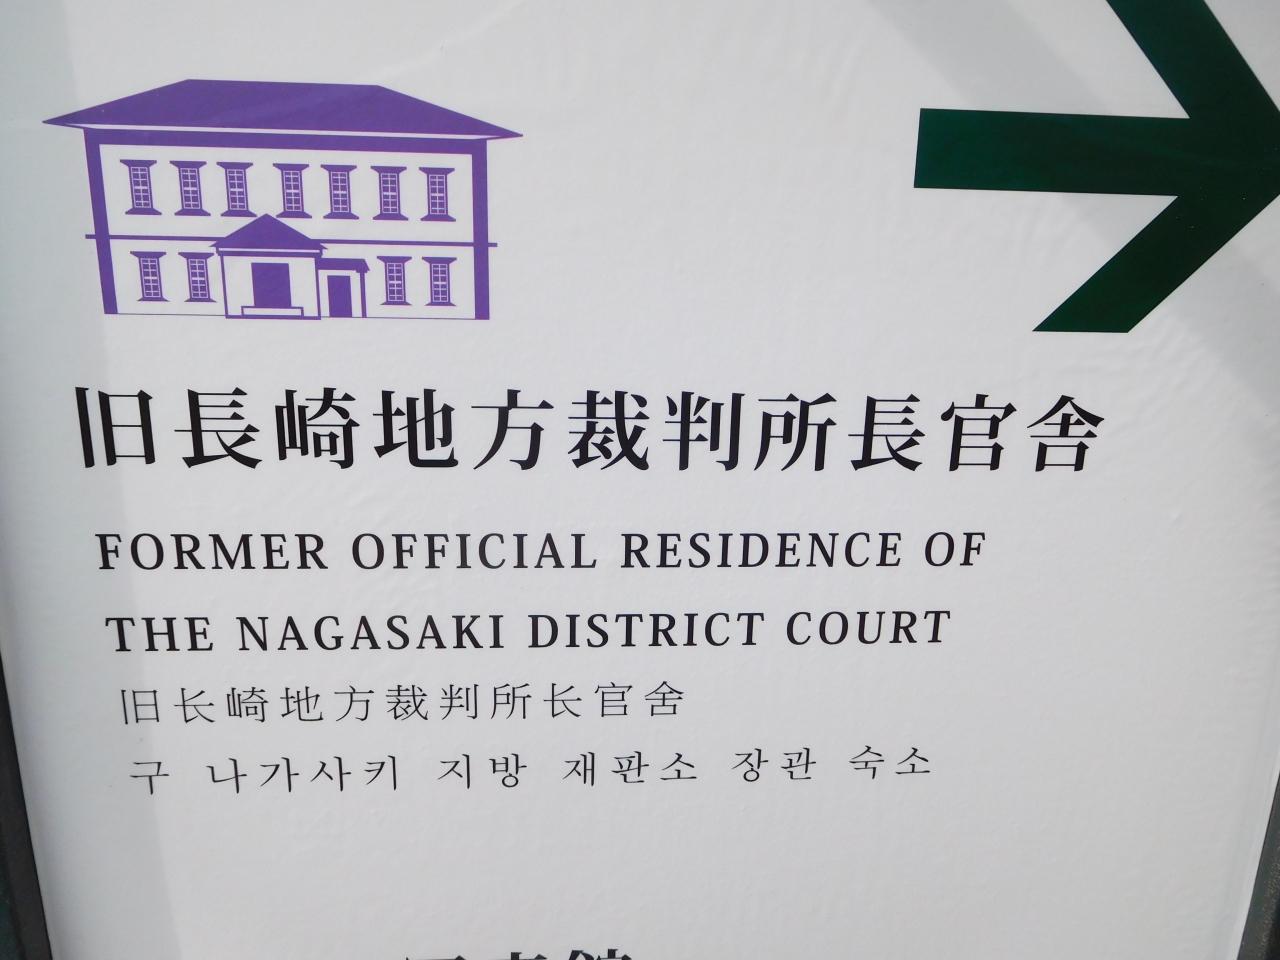 旧長崎地方裁判所長官舎
FORMER OFFICIAL RESIDENCE OF
THE NAGASAKI DISTRICT COURT
旧长崎地方裁判所长官舍
구 나가사키 지방 재판소 장관 숙소